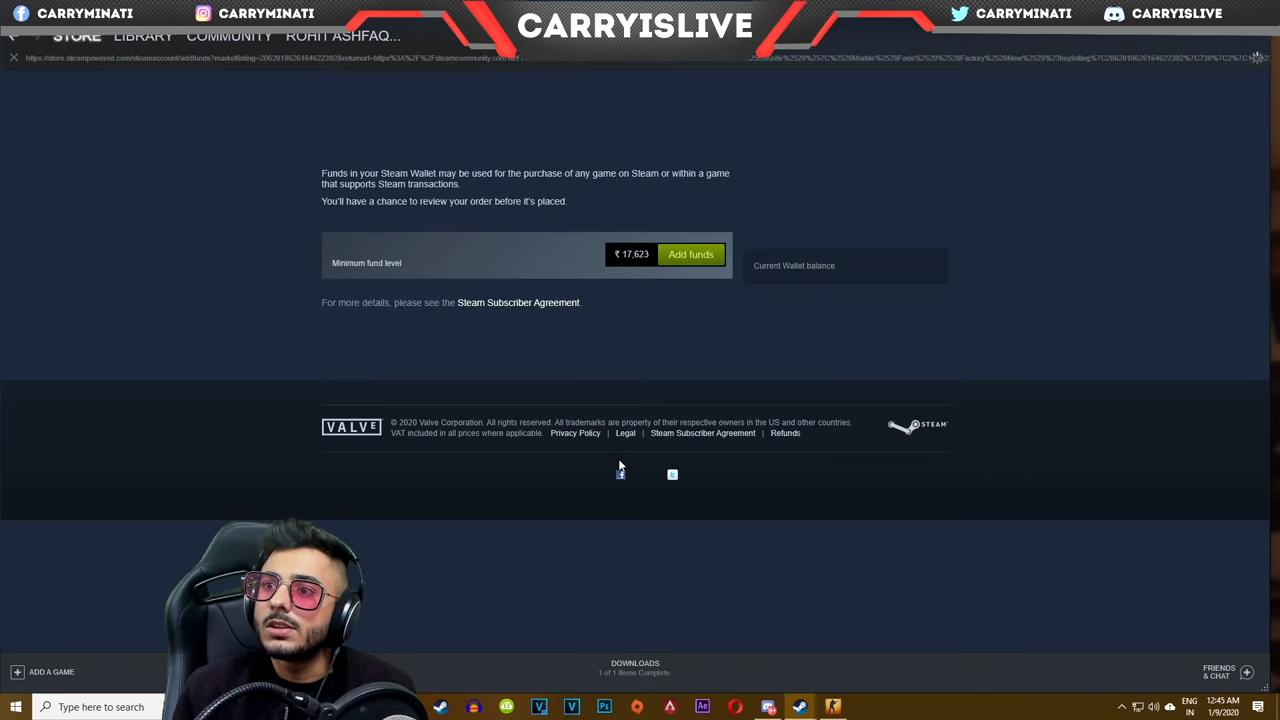 CARRYMINATI
CARRYMINATI
CARRYISLIVE
CARRYMINATI
CARRYISLIVE
STORE LIBRARY COMMUNITY ROHIT ASHFAQ...
Funds in your Steam Wallet may be used for the purchase of any game on Steam or within a game
that supports Steam transactions.
You'll have a chance to review your order before it's placed.
Minimum fund level
₹ 17,623
Add funds
Current Wallet balance
For more details, please see the Steam Subscriber Agreement.
VALVE
© 2020 Valve Corporation. All rights reserved. All trademarks are property of their respective owners in the US and other countries.
VAT included in all prices where applicable. Privacy Policy | Legal | Steam Subscriber Agreement | Refunds
STEAM
ADD A GAME
DOWNLOADS
1 of 1 Items Complete
FRIENDS
& CHAT
Type here to search
Ps
Ae
ENG
IN
12:45 AM
1/9/2020